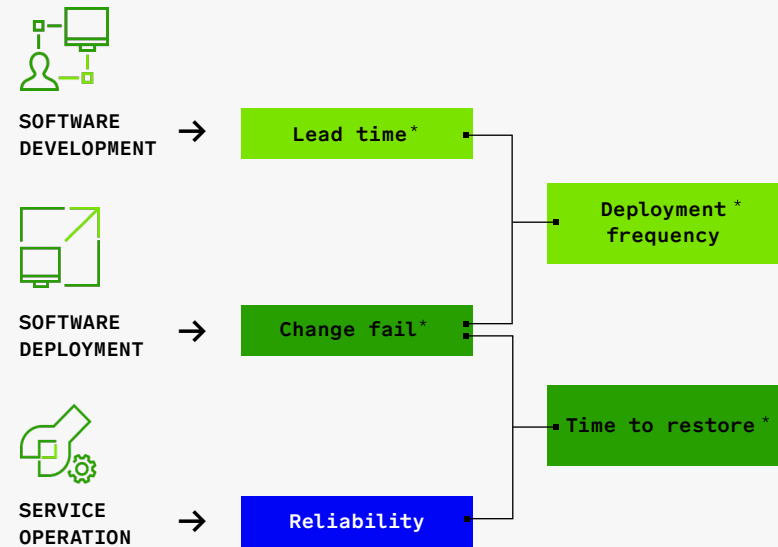 SOFTWARE
DEVELOPMENT
→
Lead time*
Deployment*
frequency
SOFTWARE
DEPLOYMENT
→
Change fail*
Time to restore*
SERVICE
OPERATION
→
Reliability